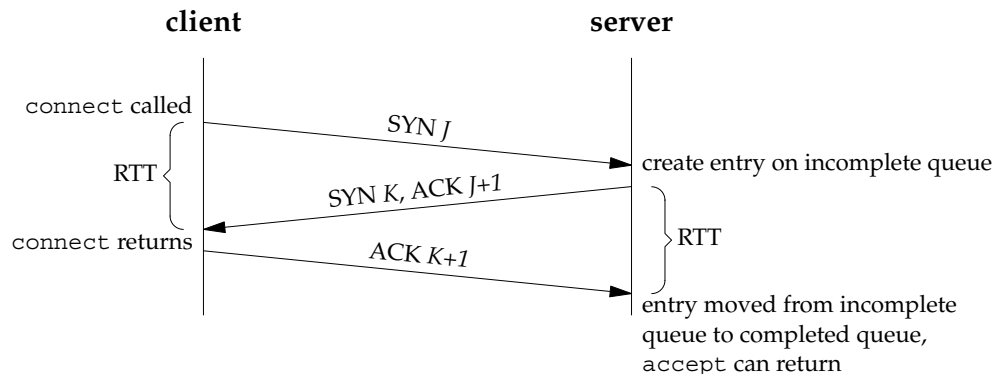 client
server
connect called
SYN J
create entry on incomplete queue
RTT
SYN K, ACK J+1
RTT
connect returns
ACK K+1
entry moved from incomplete
queue to completed queue,
accept can return